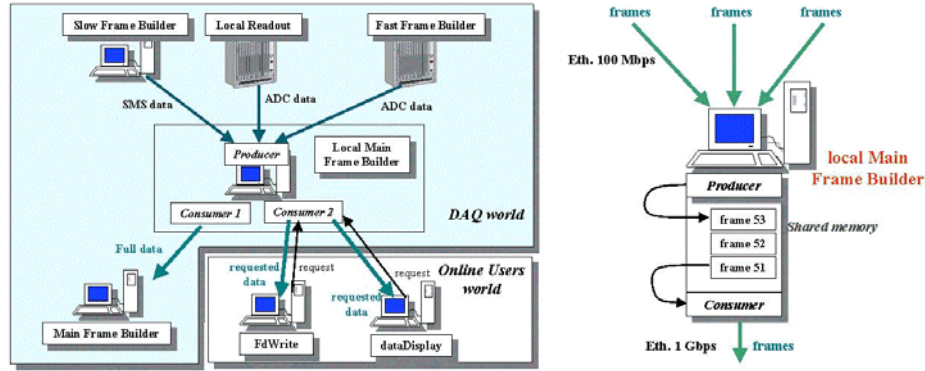 Slow Frame Builder
Local Readout
Fast Frame Builder
SMS data
ADC data
ADC data
Producer
Local Main
Frame Builder
Consumer 1
Consumer 2
DAQ world
Full data
requested
data
request
requested
data
request
Online Users
world
Main Frame Builder
FdWrite
dataDisplay
frames
frames
frames
Eth. 100 Mbps
local Main
Frame Builder
Producer
frame 53
Shared memory
frame 52
frame 51
Consumer
Eth. 1 Gbps
frames